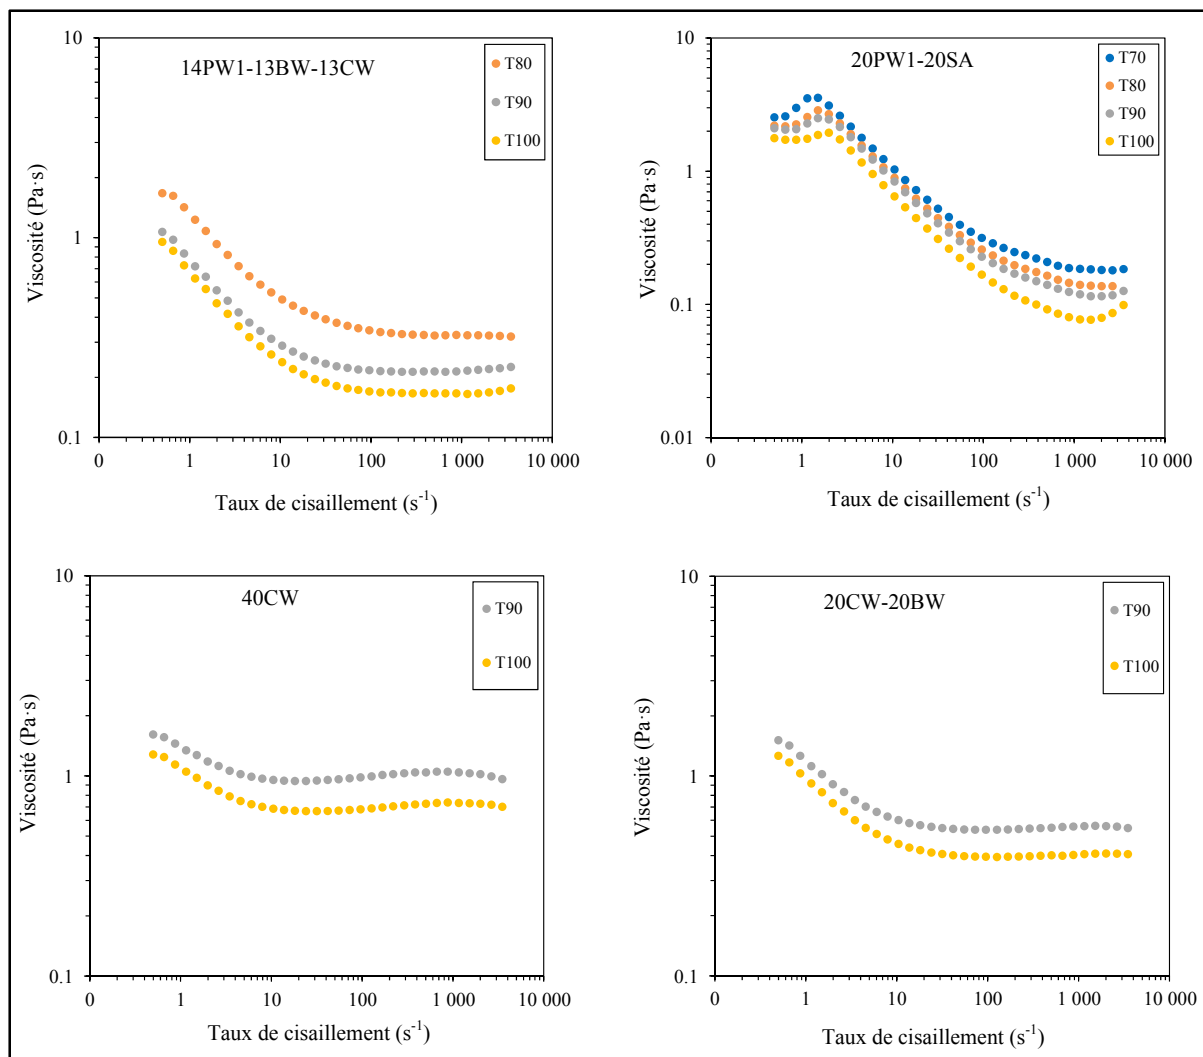 14PW1-13BW-13CW
T80
T90
T100
Viscosité (Pa·s)
10
1
0.1
0 1 10 100 1 000 10 000
Taux de cisaillement (s-1)
20PW1-20SA
T70
T80
T90
T100
Viscosité (Pa·s)
10
1
0.1
0.01
0 1 10 100 1 000 10 000
Taux de cisaillement (s-1)
40CW
T90
T100
Viscosité (Pa·s)
10
1
0.1
0 1 10 100 1 000 10 000
Taux de cisaillement (s-1)
20CW-20BW
T90
T100
Viscosité (Pa·s)
10
1
0.1
0 1 10 100 1 000 10 000
Taux de cisaillement (s-1)